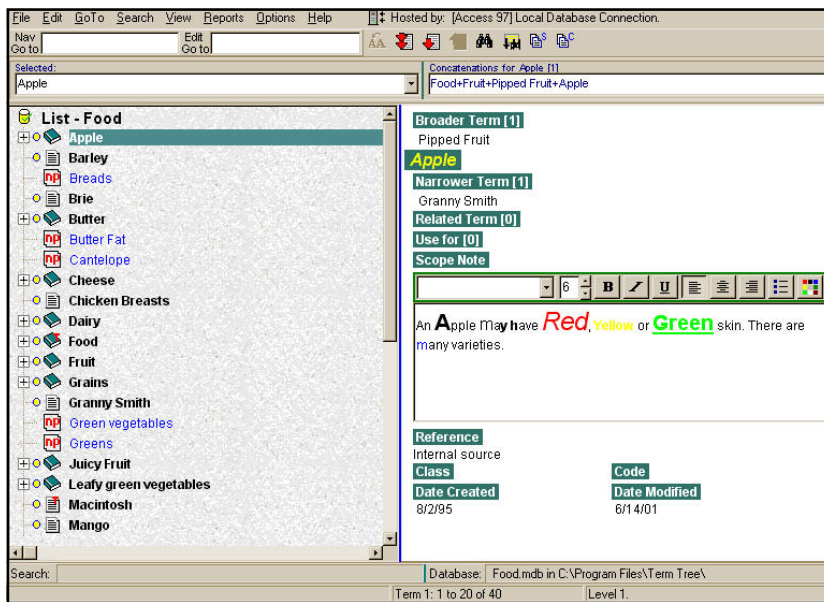 File Edit GoTo Search View Reports Options Help Hosted by: [Access 97] Local Database Connection.
Nav Go to Edit Go to
Selected: Concatenations for Apple [1]
Apple Food+Fruit+Pipped Fruit+Apple
List - Food
Apple
Barley
np Breads
Brie
Butter
np Butter Fat
np Cantelope
Cheese
Chicken Breasts
Dairy
Food
Fruit
Grains
Granny Smith
np Green vegetables
np Greens
Juicy Fruit
Leafy green vegetables
Macintosh
Mango
Broader Term [1]
Pipped Fruit
Apple
Narrower Term [1]
Granny Smith
Related Term [0]
Use for [0]
Scope Note
6 B I U
An Apple may have Red, Yellow or Green skin. There are
many varieties.
Reference
Internal source
Class Code
Date Created Date Modified
8/2/95 6/14/01
Search: Database: Food.mdb in C:\Program Files\Term Tree\
Term 1: 1 to 20 of 40 Level 1.